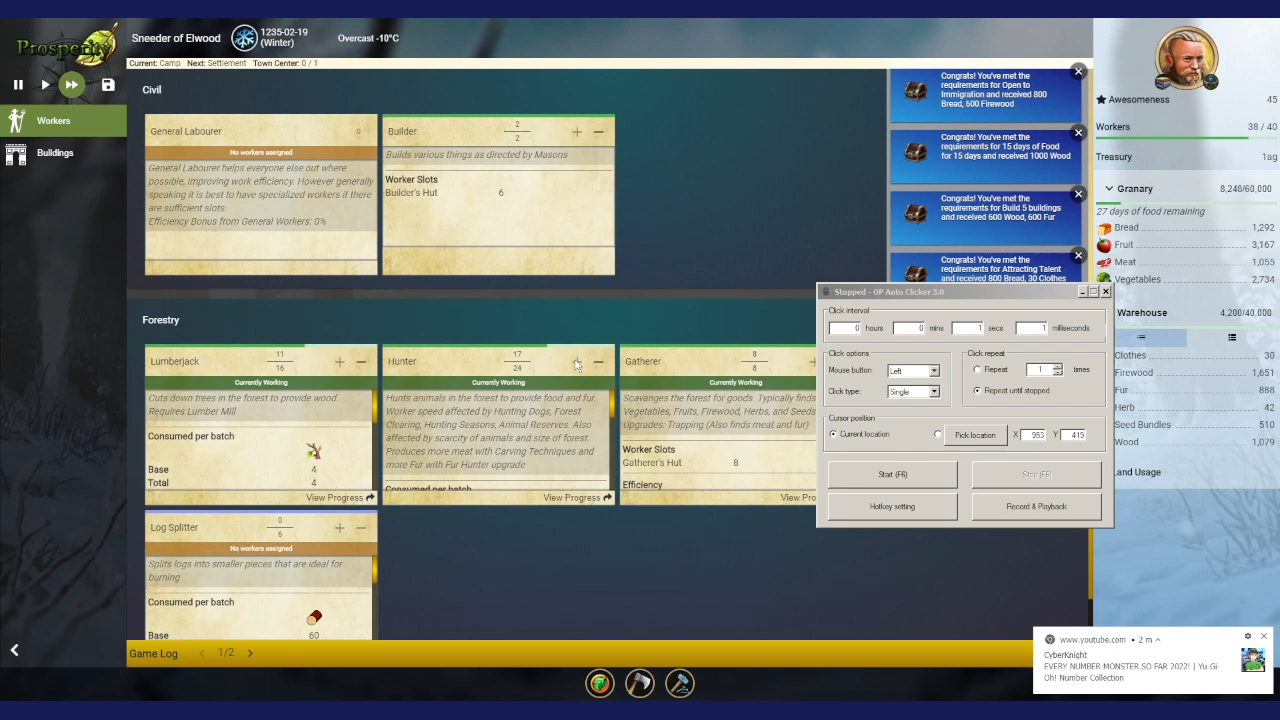 Prosperity
Sneeder of Elwood
1235-02-19
(Winter)
Overcast -10°C
Current: Camp Next: Settlement Town Center: 0 / 1
Workers
Buildings
Civil
General Labourer
0
No workers assigned
General Labourer helps everyone else out where
possible, improving work efficiency. However generally
speaking it is best to have specialized workers if there
are sufficient slots.
Efficiency Bonus from General Workers: 0%
Builder
2
2
+ −
Builds various things as directed by Masons
Worker Slots
Builder's Hut 6
Congrats! You've met the
requirements for Open to
Immigration and received 800
Bread, 600 Firewood
Congrats! You've met the
requirements for 15 days of Food
for 15 days and received 1000 Wood
Congrats! You've met the
requirements for Build 5 buildings
and received 600 Wood, 600 Fur
Congrats! You've met the
requirements for Attracting Talent
and received 800 Bread, 30 Clothes
Forestry
Lumberjack
11
16
+ −
Currently Working
Cuts down trees in the forest to provide wood.
Requires Lumber Mill
Consumed per batch
Base 4
Total 4
View Progress
Hunter
17
24
+ −
Currently Working
Hunts animals in the forest to provide food and fur.
Worker speed affected by Hunting Dogs, Forest
Clearing, Hunting Seasons, Animal Reserves. Also
affected by scarcity of animals and size of forest.
Produces more meat with Carving Techniques and
more Fur with Fur Hunter upgrade
Consumed per batch
View Progress
Gatherer
8
8
Currently Working
Scavanges the forest for goods. Typically finds
Vegetables, Fruits, Firewood, Herbs, and Seeds
Upgrades: Trapping (Also finds meat and fur)
Worker Slots
Gatherer's Hut 8
Efficiency
View Pro
Log Splitter
0
6
+ −
No workers assigned
Splits logs into smaller pieces that are ideal for
burning
Consumed per batch
Base 60
Game Log
1/2
Awesomeness 45
Workers 38 / 40
Treasury 1ag
Granary 8,248/60,000
27 days of food remaining
Bread 1,292
Fruit 3,167
Meat 1,055
Vegetables 2,734
Warehouse 4,200/40,000
Clothes 30
Firewood 1,651
Fur 888
Herb 42
Seed Bundles 510
Wood 1,079
and Usage
Stopped - OP Auto Clicker 3.0
Click interval
0 hours 0 mins 1 secs 1 milliseconds
Click options
Mouse button: Left
Click type: Single
Click repeat
Repeat 1 times
Repeat until stopped
Cursor position
Current location
Pick location X 953 Y 419
Start (F6)
Stop (F6)
Hotkey setting
Record & Playback
www.youtube.com • 2 m
CyberKnight
EVERY NUMBER MONSTER SO FAR 2022! | Yu-Gi-
Oh! Number Collection